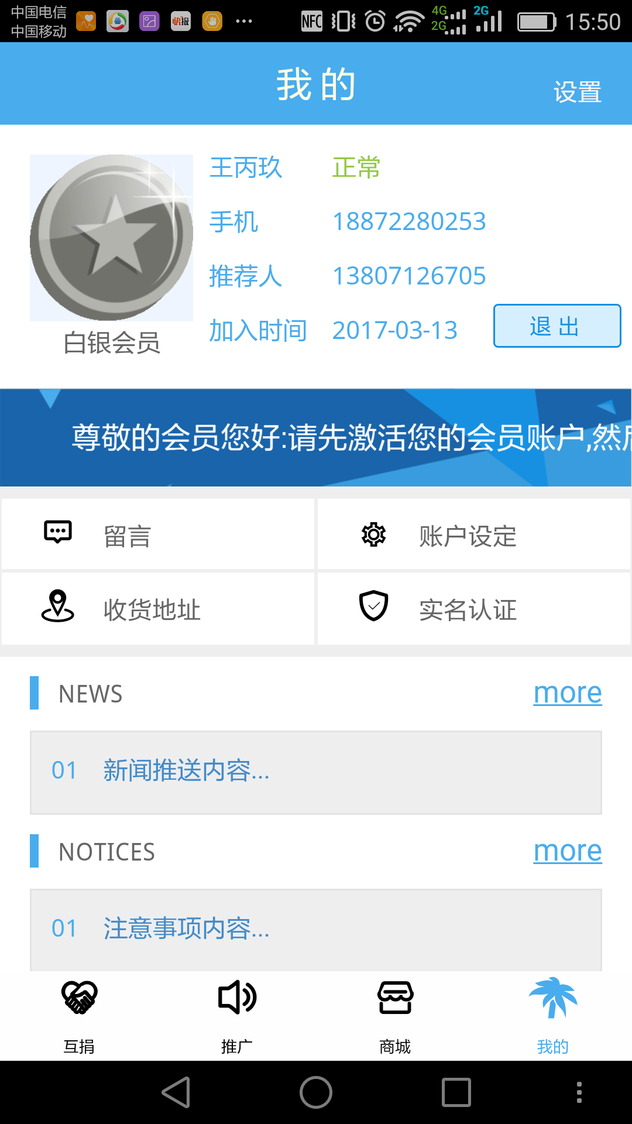 中国电信
中国移动
快报
NFC
4G
2G
2G
15:50
我的
设置
王丙玖 正常
手机 18872280253
推荐人 13807126705
加入时间 2017-03-13
退出
白银会员
尊敬的会员您好:请先激活您的会员账户,然后
留言
账户设定
收货地址
实名认证
NEWS
more
01 新闻推送内容...
NOTICES
more
01 注意事项内容...
互捐
推广
商城
我的